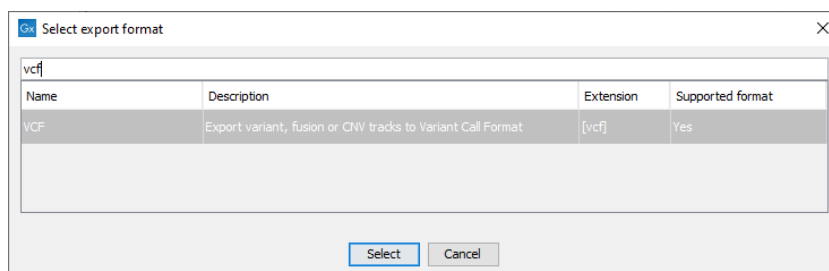 Gx Select export format
vcf
Name Description Extension Supported format
VCF Export variant, fusion or CNV tracks to Variant Call Format [vcf] Yes
Select Cancel